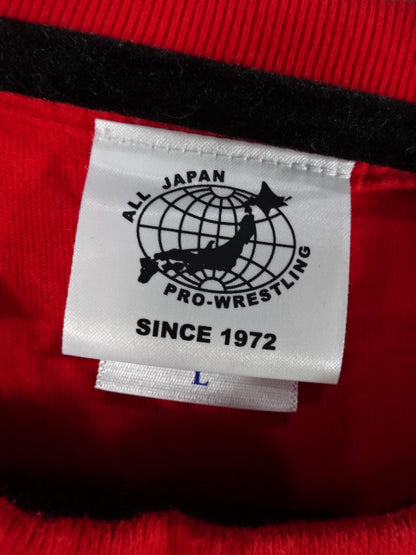 ALL JAPAN
PRO-WRESTLING
SINCE 1972
L